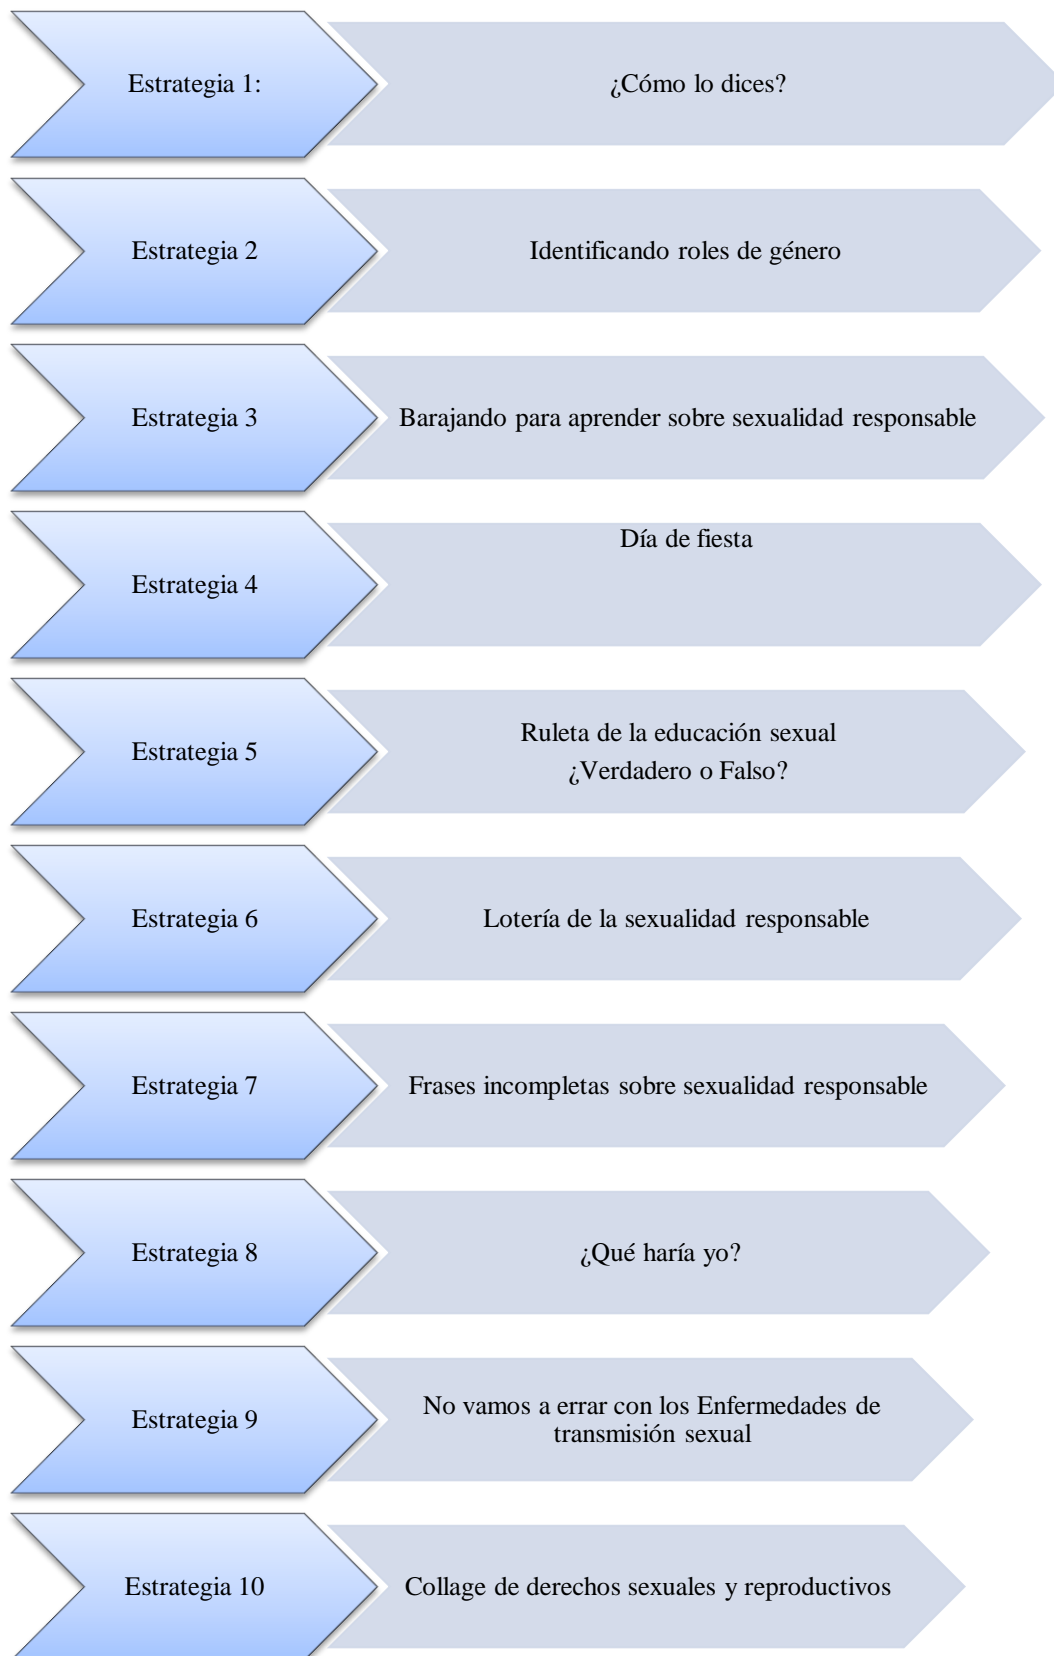 Estrategia 1:
¿Cómo lo dices?
Estrategia 2
Identificando roles de género
Estrategia 3
Barajando para aprender sobre sexualidad responsable
Estrategia 4
Día de fiesta
Estrategia 5
Ruleta de la educación sexual
¿Verdadero o Falso?
Estrategia 6
Lotería de la sexualidad responsable
Estrategia 7
Frases incompletas sobre sexualidad responsable
Estrategia 8
¿Qué haría yo?
Estrategia 9
No vamos a errar con los Enfermedades de
transmisión sexual
Estrategia 10
Collage de derechos sexuales y reproductivos